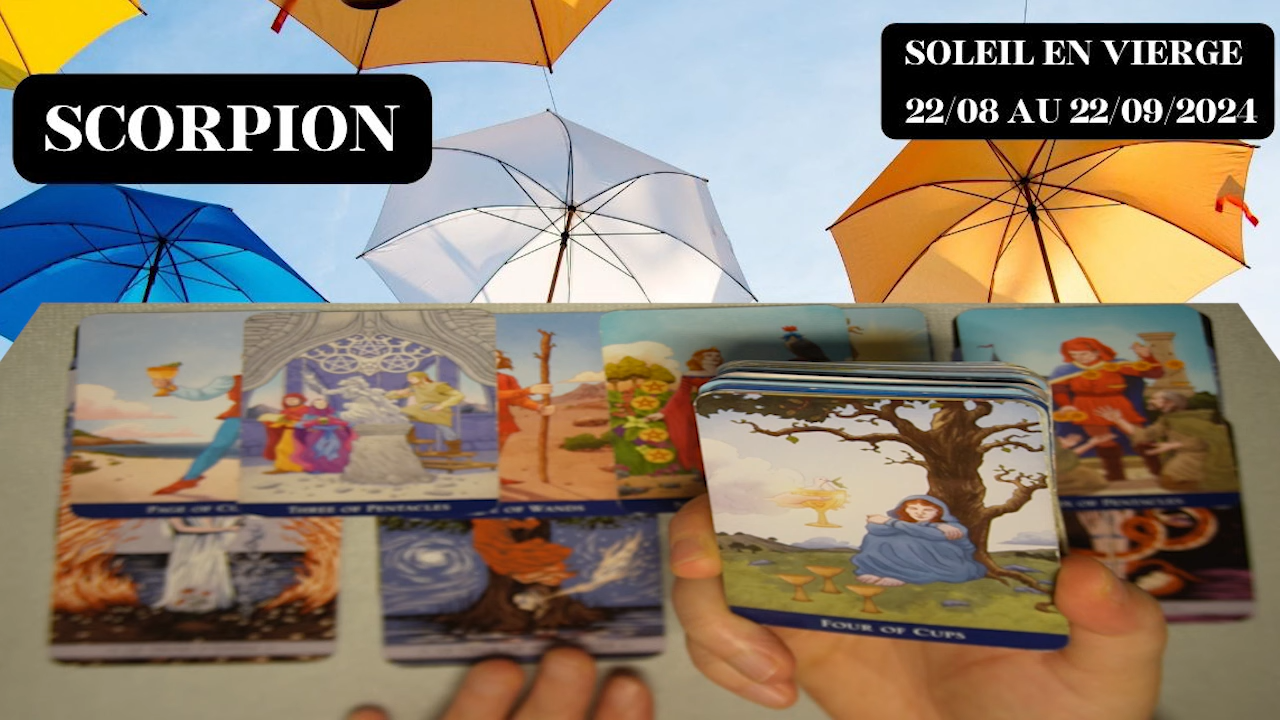 SCORPION
SOLEIL EN VIERGE
22/08 AU 22/09/2024
PAGE OF CU
THREE OF PENTACLES
OF WANDS
OF PENTACLES
FOUR OF CUPS